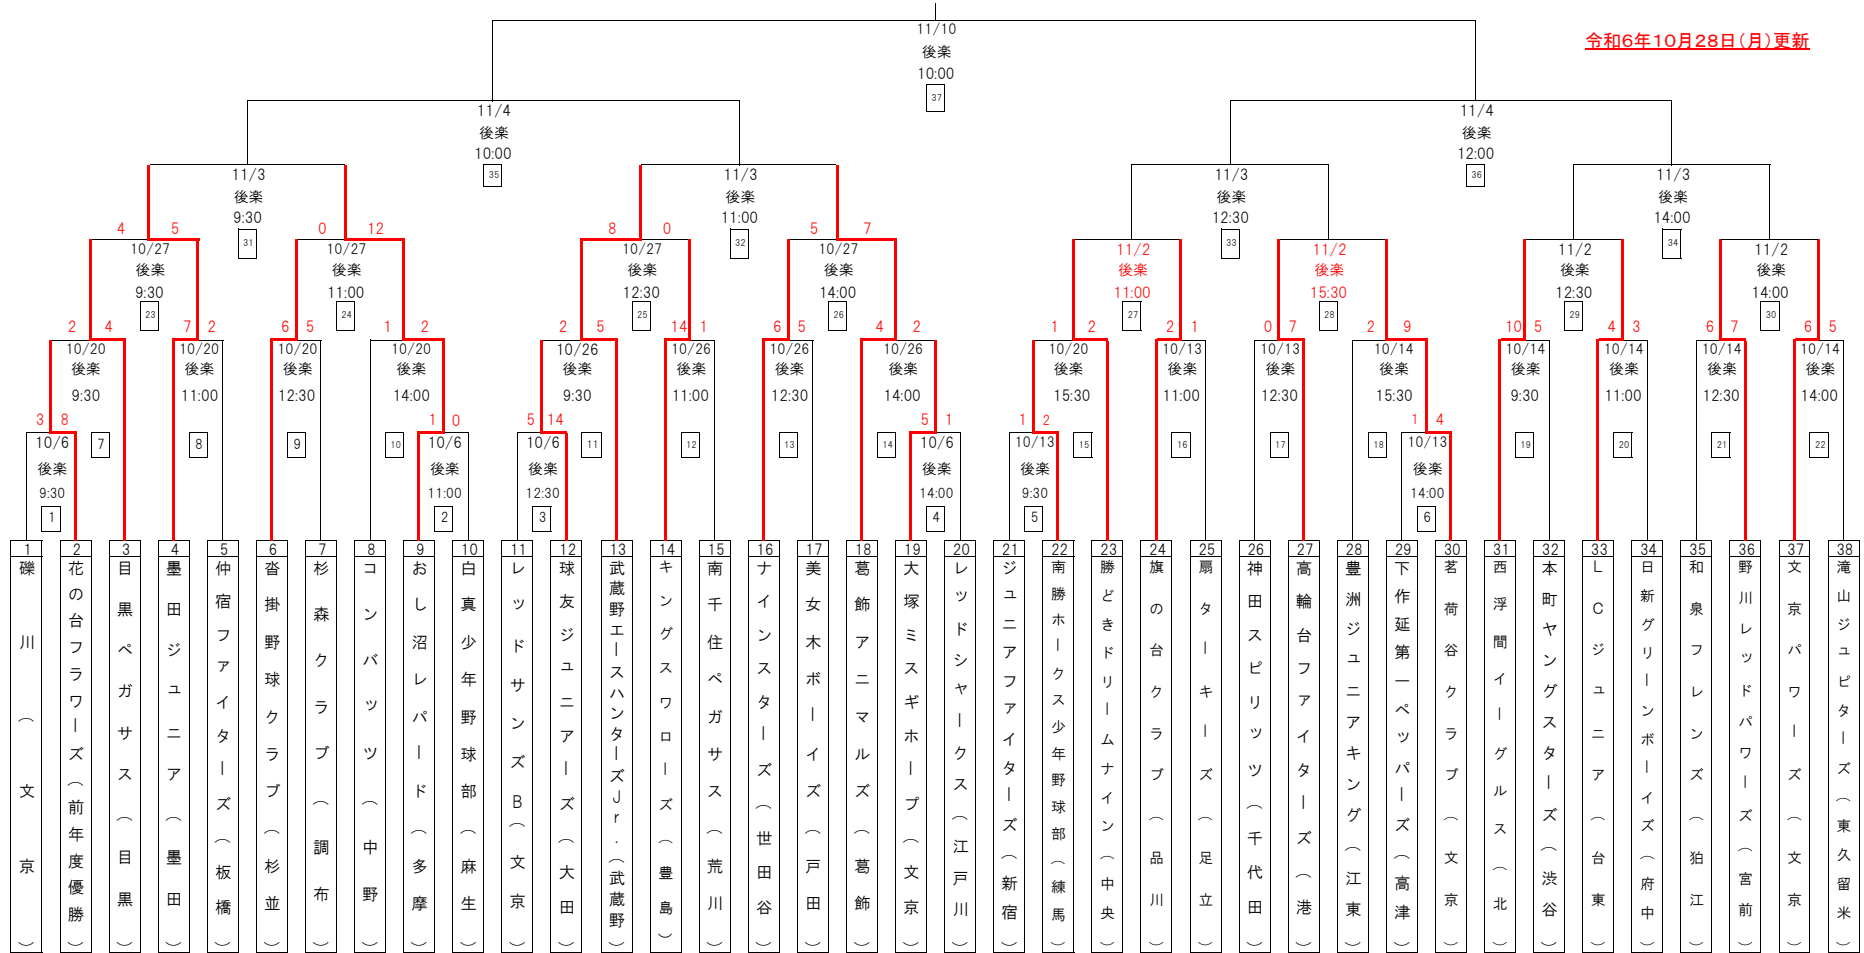 令和6年10月28日(月)更新
11/10
後楽
10:00
37
11/4
後楽
10:00
35
11/4
後楽
12:00
36
11/3
後楽
9:30
31
11/3
後楽
11:00
32
11/3
後楽
12:30
33
11/3
後楽
14:00
34
4 5
10/27
後楽
9:30
23
0 12
10/27
後楽
11:00
24
8 0
10/27
後楽
12:30
25
5 7
10/27
後楽
14:00
26
11/2
後楽
11:00
27
11/2
後楽
15:30
28
11/2
後楽
12:30
29
11/2
後楽
14:00
30
2 4
10/20
後楽
9:30
7
7 2
10/20
後楽
11:00
8
6 5
10/20
後楽
12:30
9
1 2
10/20
後楽
14:00
10
2 5
10/26
後楽
9:30
11
14 1
10/26
後楽
11:00
12
6 5
10/26
後楽
12:30
13
4 2
10/26
後楽
14:00
14
1 2
10/20
後楽
15:30
15
2 1
10/13
後楽
11:00
16
0 7
10/13
後楽
12:30
17
2 9
10/14
後楽
15:30
18
10 5
10/14
後楽
9:30
19
4 3
10/14
後楽
11:00
20
6 7
10/14
後楽
12:30
21
6 5
10/14
後楽
14:00
22
3 8
10/6
後楽
9:30
1
1 0
10/6
後楽
11:00
2
5 14
10/6
後楽
12:30
3
5 1
10/6
後楽
14:00
4
1 2
10/13
後楽
9:30
5
1 4
10/13
後楽
14:00
6
1
礫川(文京)
2
花の台フラワーズ(前年度優勝)
3
目黒ペガサス(目黒)
4
墨田ジュニア(墨田)
5
仲宿ファイターズ(板橋)
6
沓掛野球クラブ(杉並)
7
杉森クラブ(調布)
8
コンバッツ(中野)
9
おし沼レパード(多摩)
10
白真少年野球部(麻生)
11
レッドサンズB(文京)
12
球友ジュニアーズ(大田)
13
武蔵野エースハンターズJr.(武蔵野)
14
キングスワローズ(豊島)
15
南千住ペガサス(荒川)
16
ナインスターズ(世田谷)
17
美女木ボーイズ(戸田)
18
葛飾アニマルズ(葛飾)
19
大塚ミスギホープ(文京)
20
レッドシャークス(江戸川)
21
ジュニアファイターズ(新宿)
22
南勝ホークス少年野球部(練馬)
23
勝どきドリームナイン(中央)
24
旗の台クラブ(品川)
25
扇ターキーズ(足立)
26
神田スピリッツ(千代田)
27
高輪台ファイターズ(港)
28
豊洲ジュニアキング(江東)
29
下作延第一ペッパーズ(高津)
30
茗荷谷クラブ(文京)
31
西浮間イーグルス(北)
32
本町ヤングスターズ(渋谷)
33
LCジュニア(台東)
34
日新グリーンボーイズ(府中)
35
和泉フレンズ(狛江)
36
野川レッドパワーズ(宮前)
37
文京パワーズ(文京)
38
滝山ジュピターズ(東久留米)